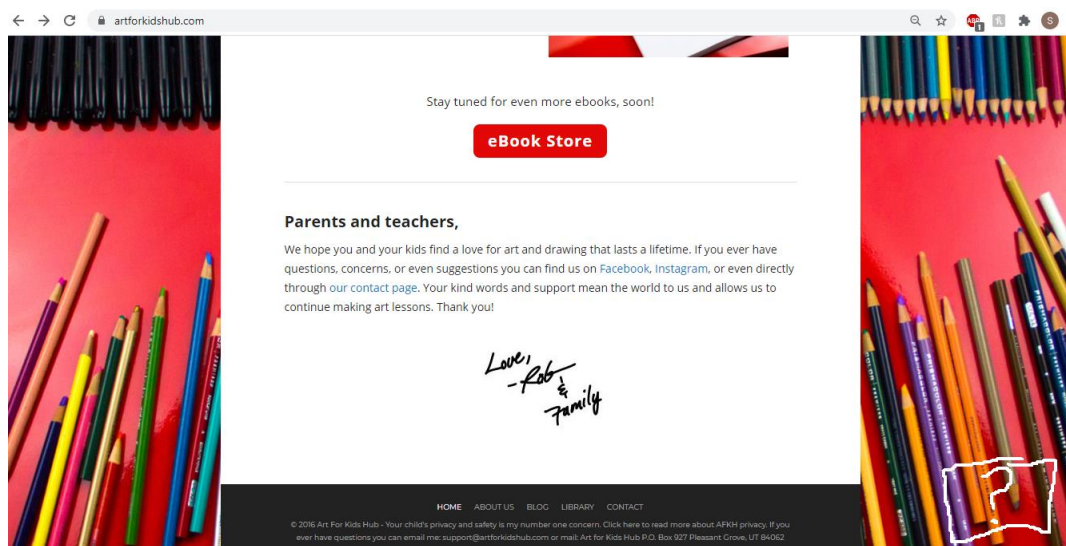 artforkidshub.com
Stay tuned for even more ebooks, soon!
eBook Store
Parents and teachers,
We hope you and your kids find a love for art and drawing that lasts a lifetime. If you ever have
questions, concerns, or even suggestions you can find us on Facebook, Instagram, or even directly
through our contact page. Your kind words and support mean the world to us and allows us to
continue making art lessons. Thank you!
Love,
- Rob
&
Family
HOME ABOUT US BLOG LIBRARY CONTACT
© 2016 Art For Kids Hub - Your child's privacy and safety is my number one concern. Click here to read more about AFKH privacy. If you
ever have questions you can email me: support@artforkidshub.com or mail: Art for Kids Hub P.O. Box 927 Pleasant Grove, UT 84062
?